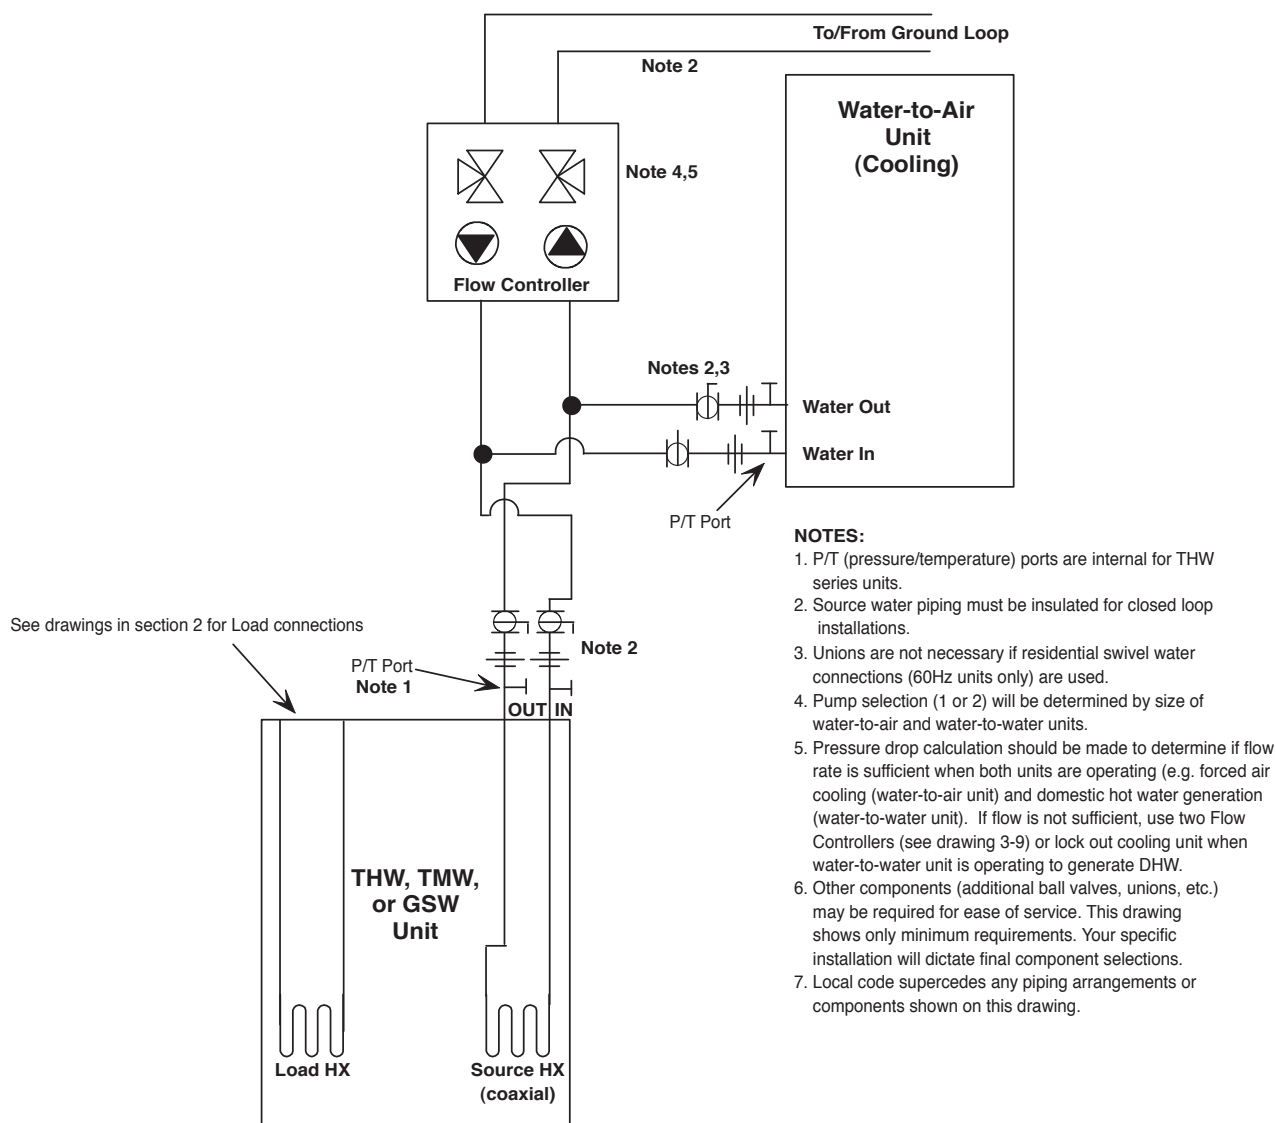 To/From Ground Loop
Note 2
Water-to-Air
Unit
(Cooling)
Note 4,5
Flow Controller
Notes 2,3
Water Out
Water In
P/T Port
NOTES:
1. P/T (pressure/temperature) ports are internal for THW
series units.
2. Source water piping must be insulated for closed loop
installations.
3. Unions are not necessary if residential swivel water
connections (60Hz units only) are used.
4. Pump selection (1 or 2) will be determined by size of
water-to-air and water-to-water units.
5. Pressure drop calculation should be made to determine if flow
rate is sufficient when both units are operating (e.g. forced air
cooling (water-to-air unit) and domestic hot water generation
(water-to-water unit). If flow is not sufficient, use two Flow
Controllers (see drawing 3-9) or lock out cooling unit when
water-to-water unit is operating to generate DHW.
6. Other components (additional ball valves, unions, etc.)
may be required for ease of service. This drawing
shows only minimum requirements. Your specific
installation will dictate final component selections.
7. Local code supercedes any piping arrangements or
components shown on this drawing.
See drawings in section 2 for Load connections
P/T Port
Note 1
Note 2
OUT IN
THW, TMW,
or GSW
Unit
Load HX
Source HX
(coaxial)